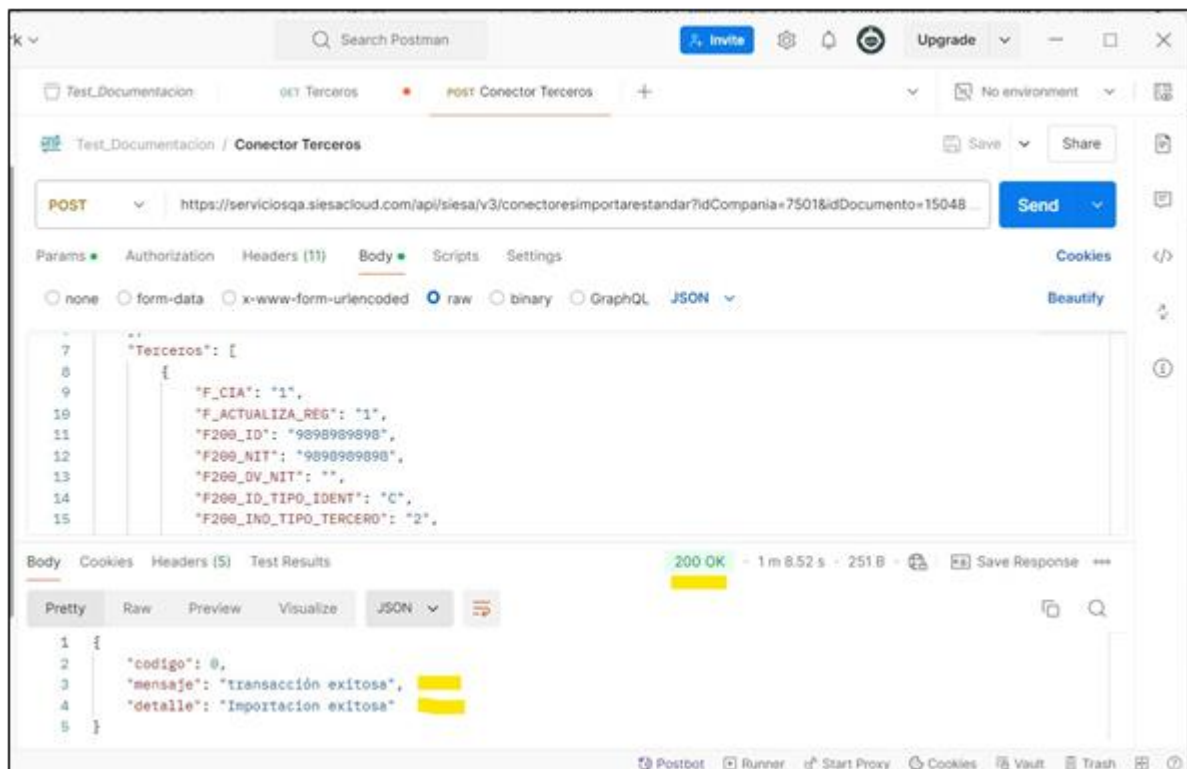 k
Search Postman
Invite
Upgrade
Test_Documentacion
GET Terceros
POST Conector Terceros
No environment
Test_Documentacion / Conector Terceros
Save
Share
POST
https://serviciosqa.siesacloud.com/api/siesa/v3/conectoresimportarestandar?idCompania=7501&idDocumento=15048 ...
Send
Params
Authorization
Headers (11)
Body
Scripts
Settings
Cookies
none
form-data
x-www-form-urlencoded
raw
binary
GraphQL
JSON
Beautify
7 "Terceros": [
8 {
9 "F_CIA": "1",
10 "F_ACTUALIZA_REG": "1",
11 "F200_ID": "9898989898",
12 "F200_NIT": "9898989898",
13 "F200_DV_NIT": "",
14 "F200_ID_TIPO_IDENT": "C",
15 "F200_IND_TIPO_TERCERO": "2",
Body
Cookies
Headers (5)
Test Results
200 OK
1 m 8.52 s
251 B
Save Response
Pretty
Raw
Preview
Visualize
JSON
1 {
2 "codigo": 0,
3 "mensaje": "transacción exitosa",
4 "detalle": "Importacion exitosa"
5 }
Postbot
Runner
Start Proxy
Cookies
Vault
Trash